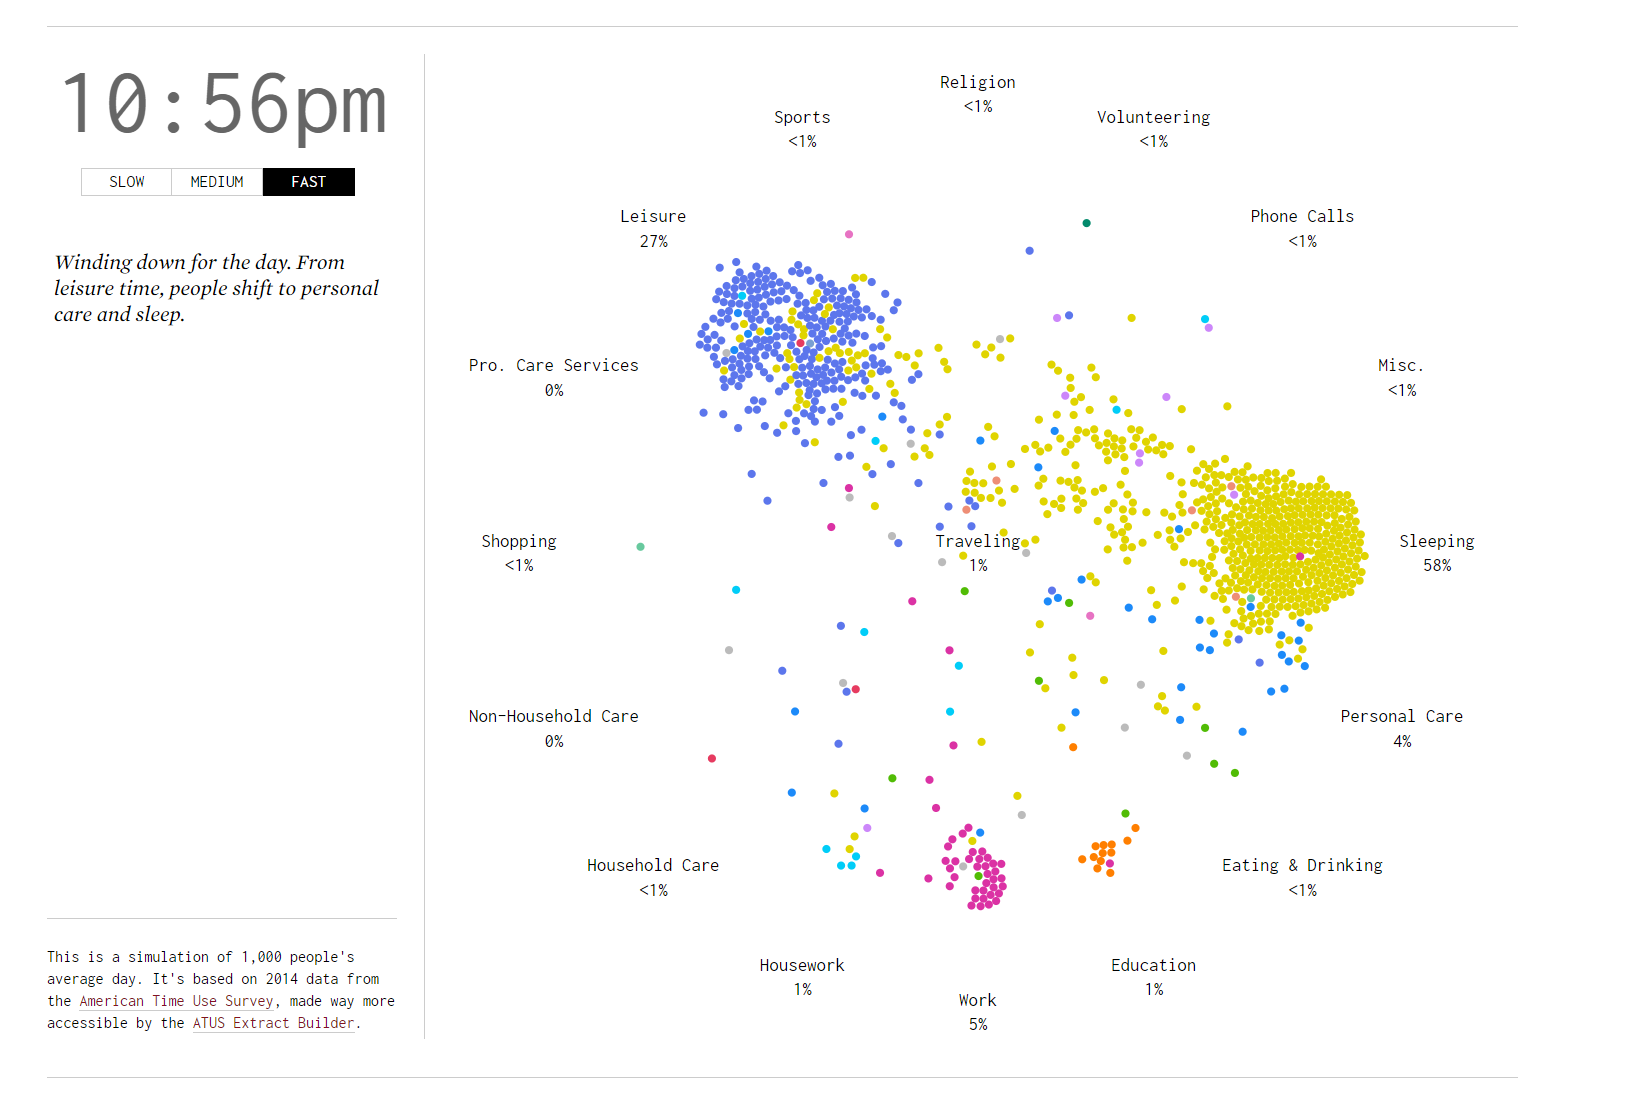 10:56pm
SLOW MEDIUM FAST
Winding down for the day. From
leisure time, people shift to personal
care and sleep.
This is a simulation of 1,000 people's
average day. It's based on 2014 data from
the American Time Use Survey, made way more
accessible by the ATUS Extract Builder.
Religion
<1%
Sports
<1%
Volunteering
<1%
Leisure
27%
Phone Calls
<1%
Pro. Care Services
0%
Misc.
<1%
Shopping
<1%
Traveling
1%
Sleeping
58%
Non-Household Care
0%
Personal Care
4%
Household Care
<1%
Eating & Drinking
<1%
Housework
1%
Education
1%
Work
5%